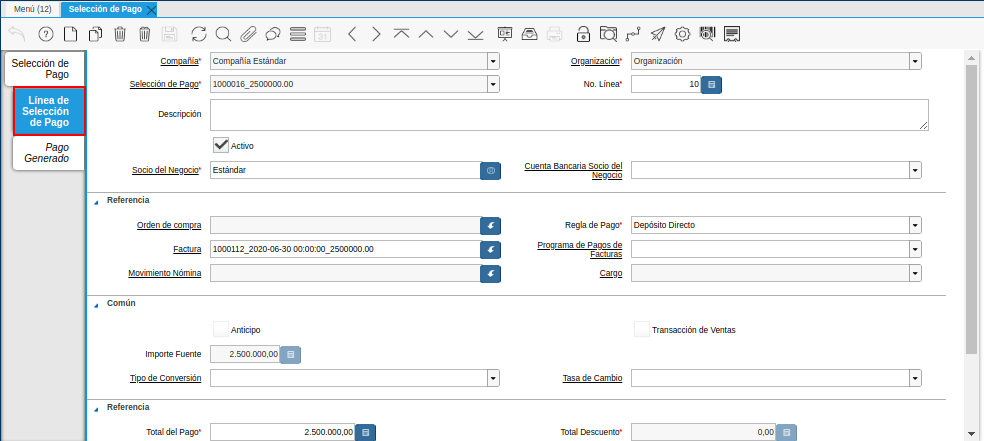 Menú (12)
Selección de Pago
Selección de
Pago
Línea de
Selección
de Pago
Pago
Generado
Compañía* Compañía Estándar
Organización* Organización
Selección de Pago* 1000016_2500000.00
No. Línea* 10
Descripción
Activo
Socio del Negocio* Estándar
Cuenta Bancaria Socio del
Negocio
Referencia
Orden de compra
Regla de Pago* Depósito Directo
Factura 1000112_2020-06-30 00:00:00_2500000.00
Programa de Pagos de
Facturas
Movimiento Nómina
Cargo
Común
Anticipo
Transacción de Ventas
Importe Fuente 2.500.000,00
Tipo de Conversión
Tasa de Cambio
Referencia
Total del Pago* 2.500.000,00
Total Descuento* 0,00